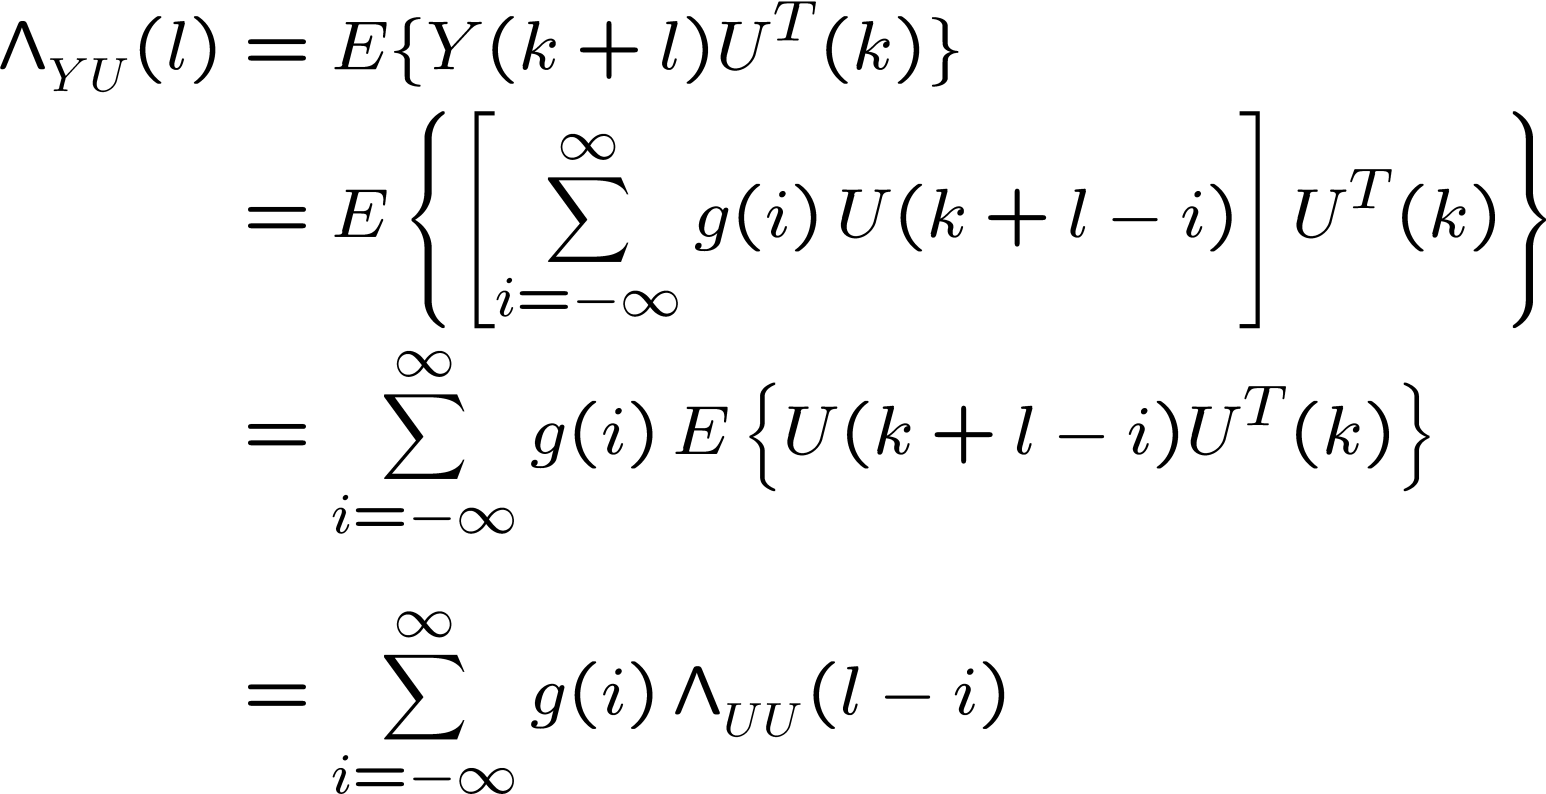 Λ_{YU}(l) = E{Y(k + l)U^T(k)}
= E{[∑_{i=−∞}^{∞} g(i) U(k + l − i)] U^T(k)}
= ∑_{i=−∞}^{∞} g(i) E{U(k + l − i)U^T(k)}
= ∑_{i=−∞}^{∞} g(i) Λ_{UU}(l − i)